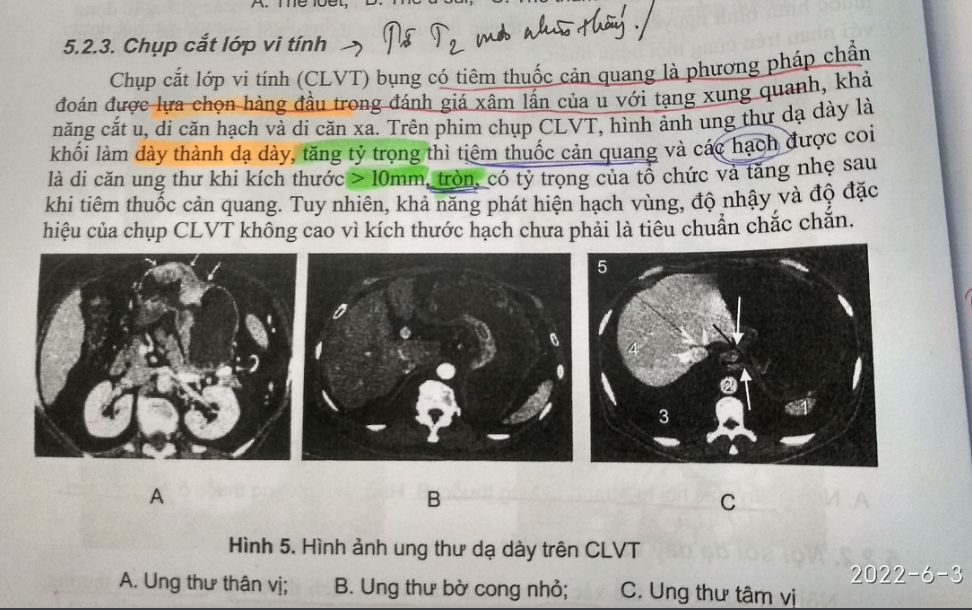 5.2.3. Chụp cắt lớp vi tính → T2 mới nhìn thấy!
Chụp cắt lớp vi tính (CLVT) bụng có tiêm thuốc cản quang là phương pháp chẩn
đoán được lựa chọn hàng đầu trong đánh giá xâm lấn của u với tạng xung quanh, khả
năng cắt u, di căn hạch và di căn xa. Trên phim chụp CLVT, hình ảnh ung thư dạ dày là
khối làm dày thành dạ dày, tăng tỷ trọng thì tiêm thuốc cản quang và các hạch được coi
là di căn ung thư khi kích thước > 10mm, tròn, có tỷ trọng của tổ chức và tăng nhẹ sau
khi tiêm thuốc cản quang. Tuy nhiên, khả năng phát hiện hạch vùng, độ nhậy và độ đặc
hiệu của chụp CLVT không cao vì kích thước hạch chưa phải là tiêu chuẩn chắc chắn.
5
4
2
3
1
A B C
Hình 5. Hình ảnh ung thư dạ dày trên CLVT
A. Ung thư thân vị; B. Ung thư bờ cong nhỏ; C. Ung thư tâm vị
2022-6-3